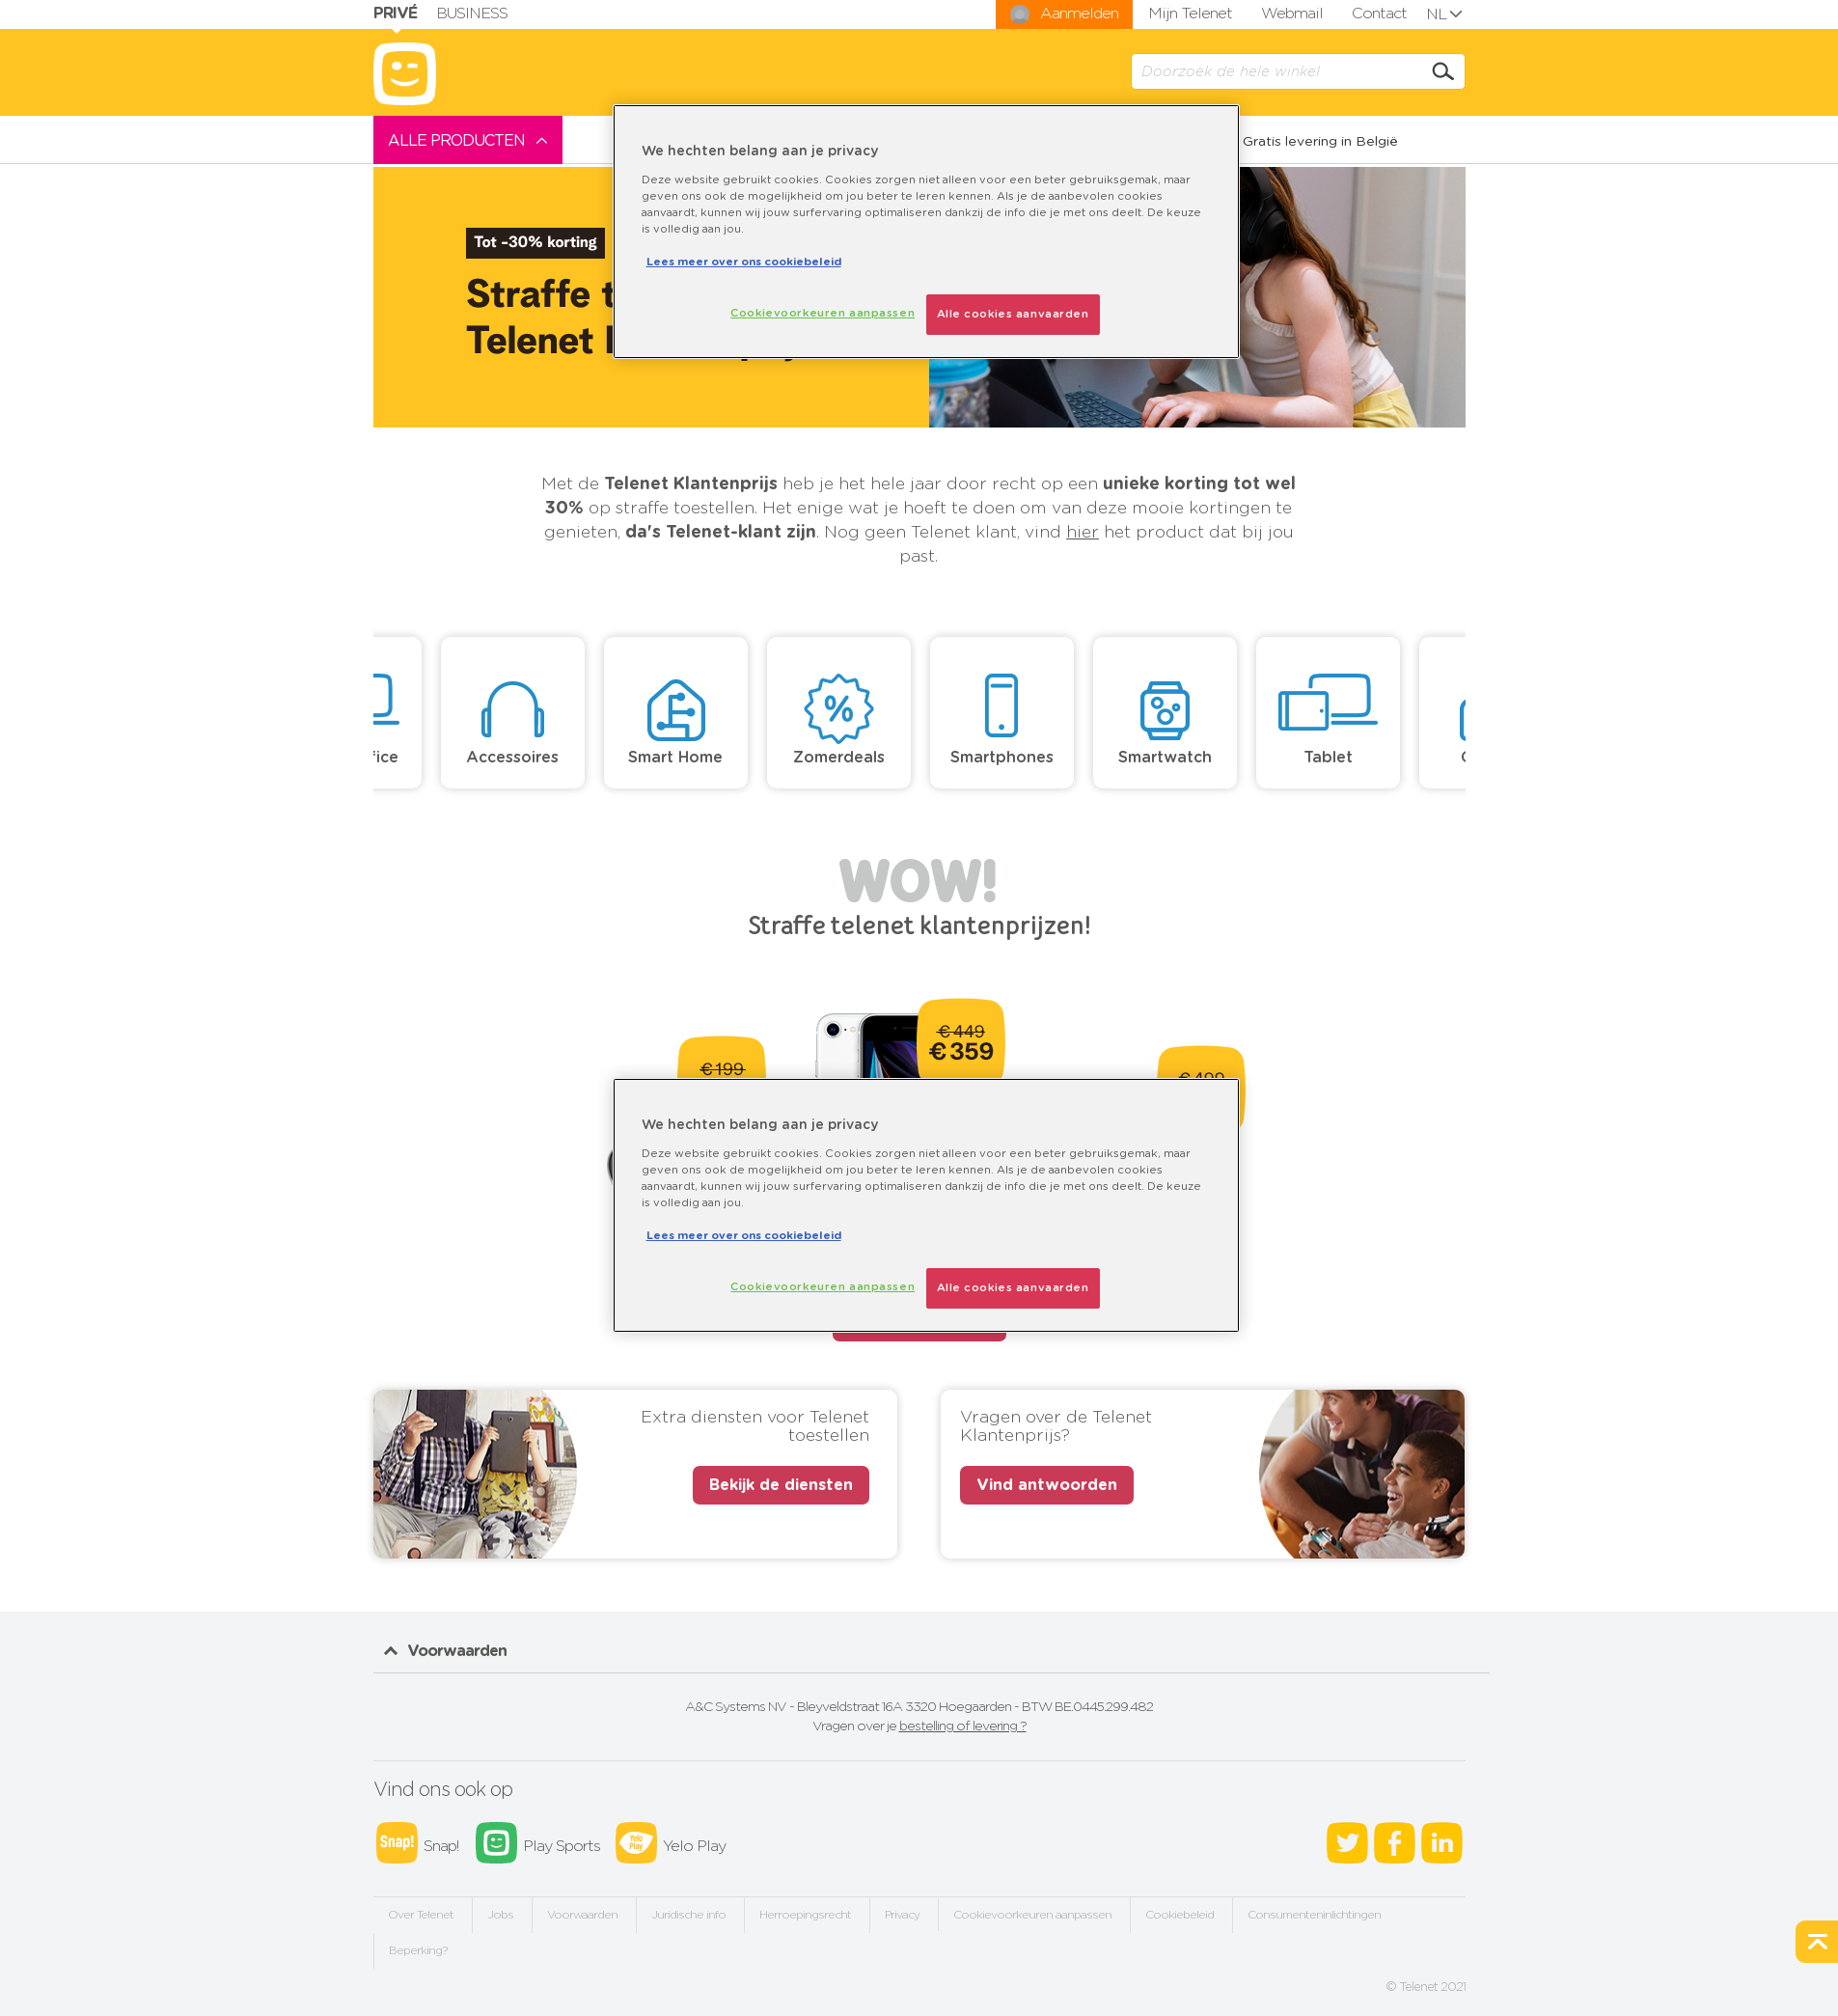 PRIVÉ BUSINESS Aanmelden Mijn Telenet Webmail Contact NL
Doorzoek de hele winkel
ALLE PRODUCTEN
Gratis levering in België
We hechten belang aan je privacy
Deze website gebruikt cookies. Cookies zorgen niet alleen voor een beter gebruiksgemak, maar
geven ons ook de mogelijkheid om jou beter te leren kennen. Als je de aanbevolen cookies
aanvaardt, kunnen wij jouw surfervaring optimaliseren dankzij de info die je met ons deelt. De keuze
is volledig aan jou.
Lees meer over ons cookiebeleid
Cookievoorkeuren aanpassen Alle cookies aanvaarden
Tot -30% korting
Straffe
Telenet
Met de Telenet Klantenprijs heb je het hele jaar door recht op een unieke korting tot wel
30% op straffe toestellen. Het enige wat je hoeft te doen om van deze mooie kortingen te
genieten, da's Telenet-klant zijn. Nog geen Telenet klant, vind hier het product dat bij jou
past.
Accessoires Smart Home Zomerdeals Smartphones Smartwatch Tablet
%
WOW!
Straffe telenet klantenprijzen!
€ 449
€ 359
€ 199
€ 499
We hechten belang aan je privacy
Deze website gebruikt cookies. Cookies zorgen niet alleen voor een beter gebruiksgemak, maar
geven ons ook de mogelijkheid om jou beter te leren kennen. Als je de aanbevolen cookies
aanvaardt, kunnen wij jouw surfervaring optimaliseren dankzij de info die je met ons deelt. De keuze
is volledig aan jou.
Lees meer over ons cookiebeleid
Cookievoorkeuren aanpassen Alle cookies aanvaarden
Extra diensten voor Telenet
toestellen
Bekijk de diensten
Vragen over de Telenet
Klantenprijs?
Vind antwoorden
Voorwaarden
A&C Systems NV - Bleyveldstraat 16A 3320 Hoegaarden - BTW BE.0445.299.482
Vragen over je bestelling of levering ?
Vind ons ook op
Snap! Snap! Play Sports Yelo Play Yelo Play
Over Telenet Jobs Voorwaarden Juridische info Herroepingsrecht Privacy Cookievoorkeuren aanpassen Cookiebeleid Consumenteninlichtingen
Beperking?
© Telenet 2021